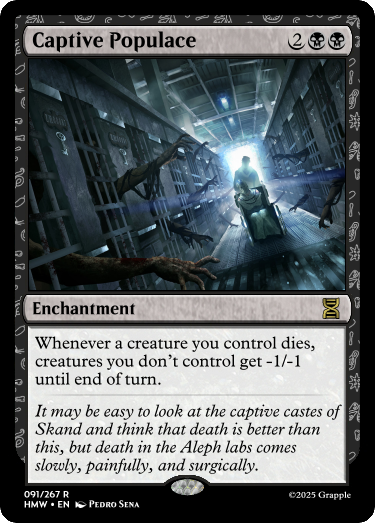 Captive Populace 2
Enchantment
Whenever a creature you control dies,
creatures you don't control get -1/-1
until end of turn.
It may be easy to look at the captive castes of
Skand and think that death is better than
this, but death in the Aleph labs comes
slowly, painfully, and surgically.
091/267 R
HMW • EN Pedro Sena
©2025 Grapple